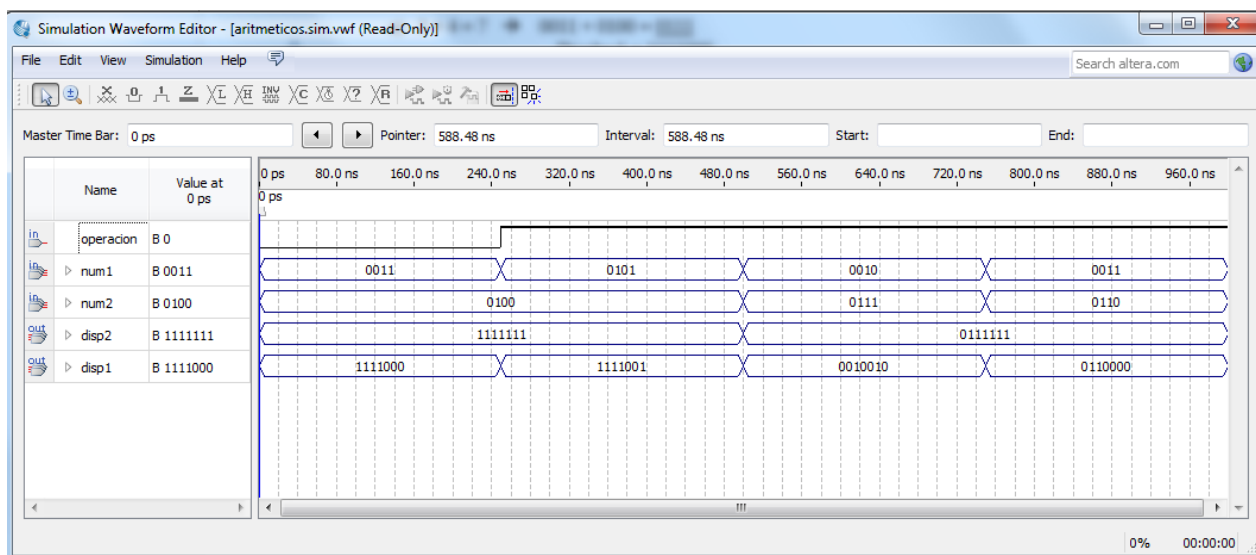 Simulation Waveform Editor - [aritmeticos.sim.vwf (Read-Only)]
File Edit View Simulation Help
Search altera.com
Master Time Bar: 0 ps Pointer: 588.48 ns Interval: 588.48 ns Start: End:
Name Value at 0 ps 0 ps 80.0 ns 160.0 ns 240.0 ns 320.0 ns 400.0 ns 480.0 ns 560.0 ns 640.0 ns 720.0 ns 800.0 ns 880.0 ns 960.0 ns
0 ps
in operacion B 0
in num1 B 0011 0011 0101 0010 0011
in num2 B 0100 0100 0111 0110
out disp2 B 1111111 1111111 0111111
out disp1 B 1111000 1111000 1111001 0010010 0110000
0% 00:00:00